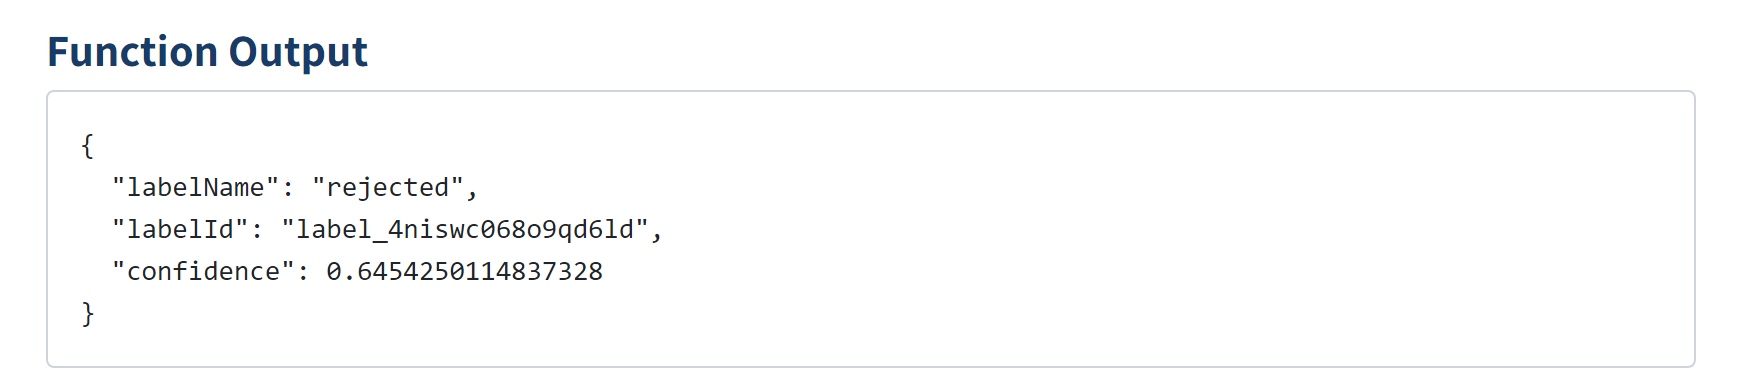 Function Output
{
"labelName": "rejected",
"labelId": "label_4niswc068o9qd6ld",
"confidence": 0.6454250114837328
}